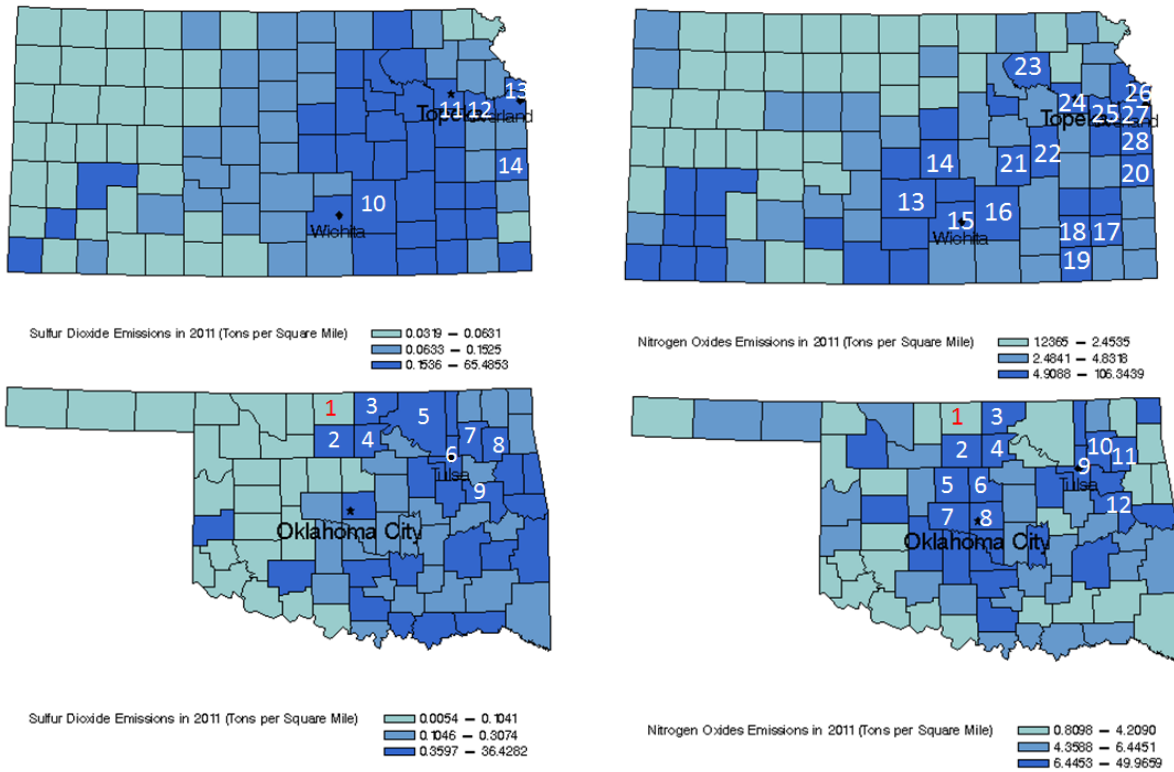 13
11 12
Topeka Overland
14
10
Wichita
Sulfur Dioxide Emissions in 2011 (Tons per Square Mile)
0.0319 – 0.0631
0.0633 – 0.1525
0.1536 – 65.4853
23
26
24
25 27
Topeka
28
14 21 22
20
13
16
15
Wichita
18 17
19
Nitrogen Oxides Emissions in 2011 (Tons per Square Mile)
1.2365 – 2.4535
2.4841 – 4.8318
4.9088 – 106.3439
1 3 5
2 4 7 8
6
Tulsa
9
Oklahoma City
Sulfur Dioxide Emissions in 2011 (Tons per Square Mile)
0.0054 – 0.1041
0.1046 – 0.3074
0.3597 – 36.4282
1 3
2 4 10 11
9
Tulsa
5 6
12
7 8
Oklahoma City
Nitrogen Oxides Emissions in 2011 (Tons per Square Mile)
0.8098 – 4.2090
4.3588 – 6.4451
6.4453 – 49.9659